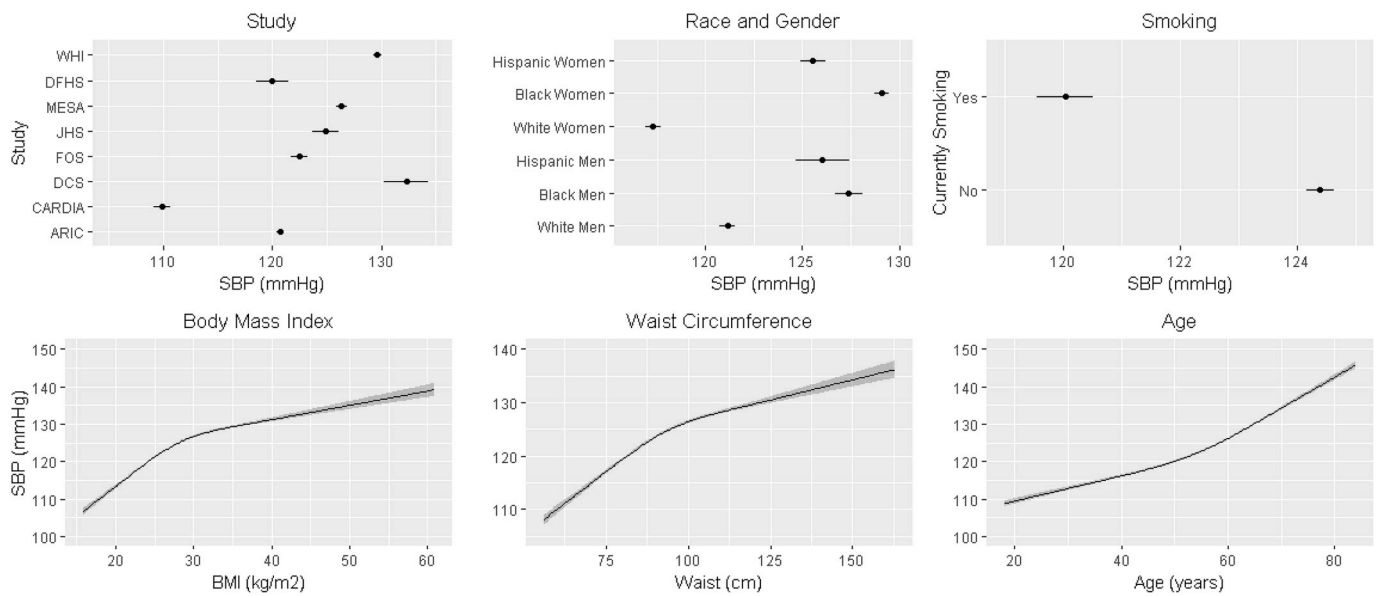 Study
WHI
DFHS
MESA
JHS
FOS
DCS
CARDIA
ARIC
Study
110 120 130
SBP (mmHg)
Race and Gender
Hispanic Women
Black Women
White Women
Hispanic Men
Black Men
White Men
120 125 130
SBP (mmHg)
Smoking
Yes
No
Currently Smoking
120 122 124
SBP (mmHg)
Body Mass Index
150
140
130
120
110
100
SBP (mmHg)
20 30 40 50 60
BMI (kg/m2)
Waist Circumference
140
130
120
110
75 100 125 150
Waist (cm)
Age
150
140
130
120
110
100
20 40 60 80
Age (years)